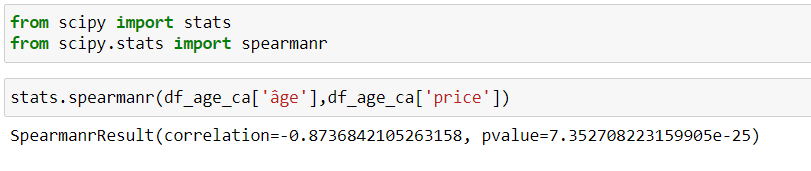 from scipy import stats
from scipy.stats import spearmanr
stats.spearmanr(df_age_ca['âge'],df_age_ca['price'])
SpearmanrResult(correlation=-0.8736842105263158, pvalue=7.352708223159905e-25)